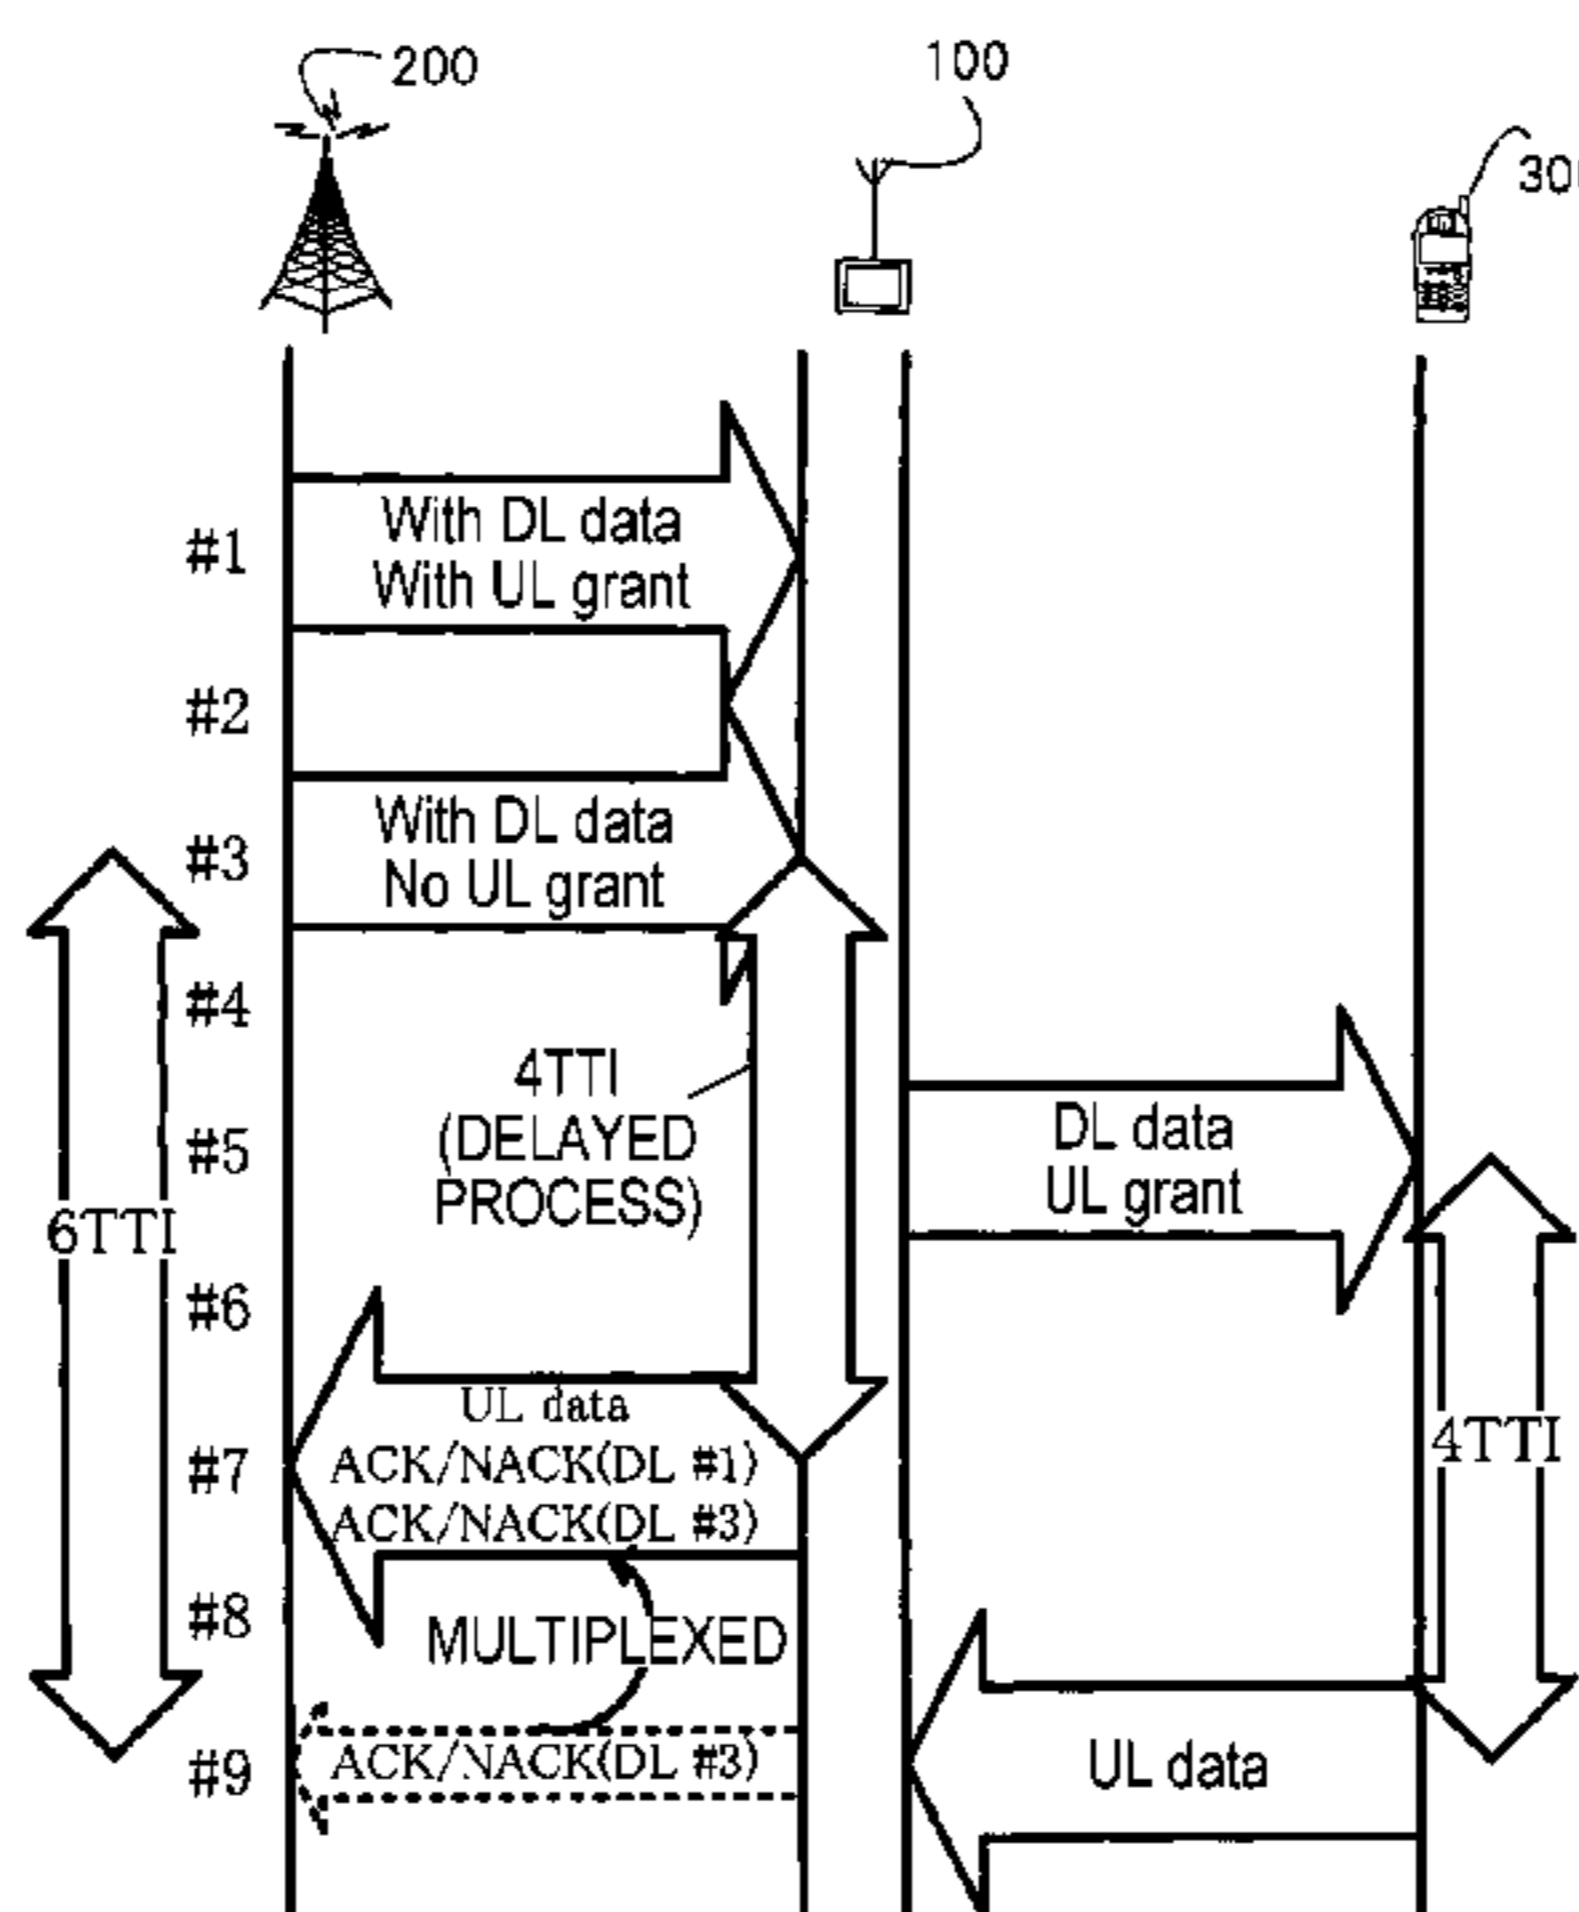 200
100
30
With DL data
#1
With UL grant
#2
With DL data
#3
No UL grant
#4
4TTI
(DELAYED
PROCESS)
DL data
UL grant
#5
6TTI
#6
UL data
#7
ACK/NACK(DL #1)
ACK/NACK(DL #3)
4TTI
#8
MULTIPLEXED
#9
ACK/NACK(DL #3)
UL data